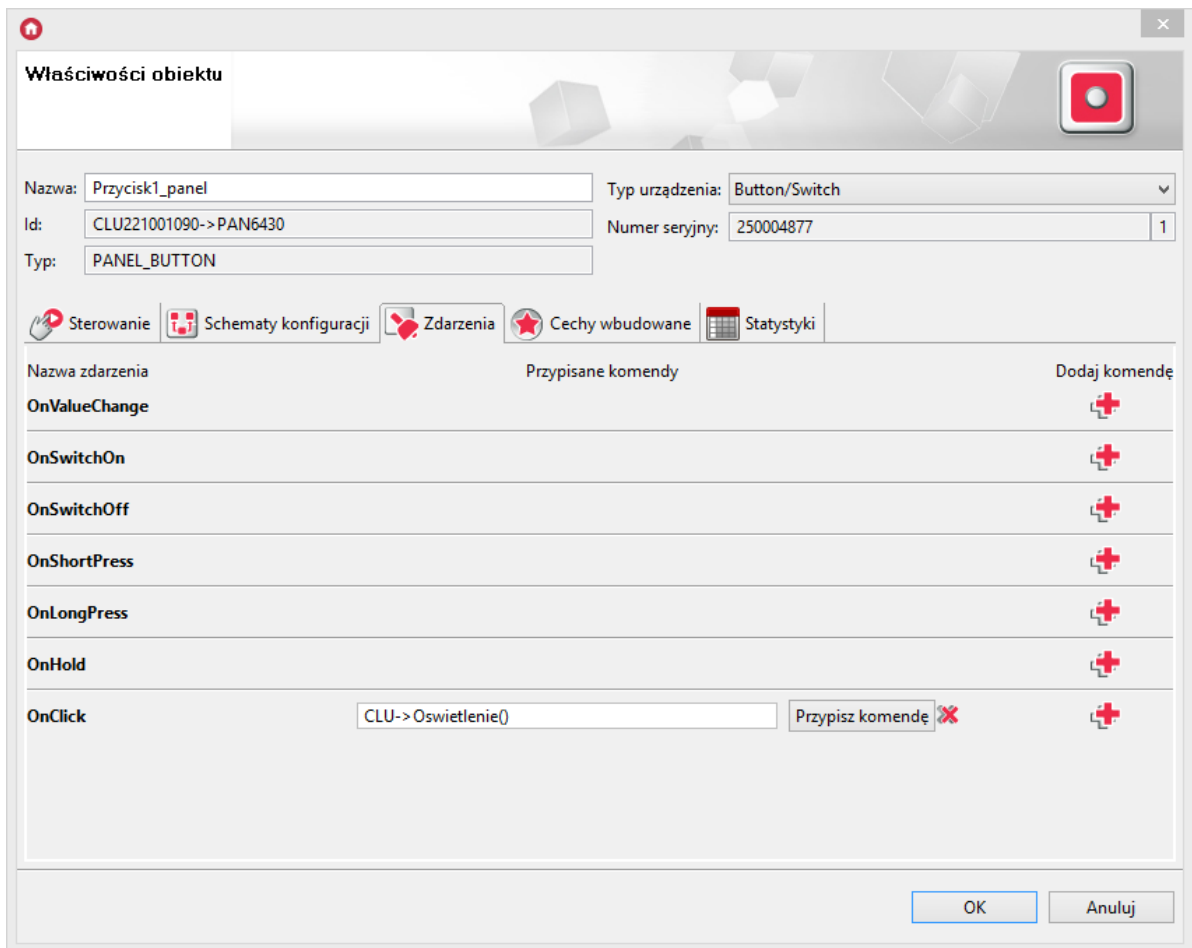 Właściwości obiektu
Nazwa: Przycisk1_panel Typ urządzenia: Button/Switch
Id: CLU221001090->PAN6430 Numer seryjny: 250004877 1
Typ: PANEL_BUTTON
Sterowanie Schematy konfiguracji Zdarzenia Cechy wbudowane Statystyki
Nazwa zdarzenia Przypisane komendy Dodaj komendę
OnValueChange
OnSwitchOn
OnSwitchOff
OnShortPress
OnLongPress
OnHold
OnClick CLU->Oswietlenie() Przypisz komendę
OK Anuluj